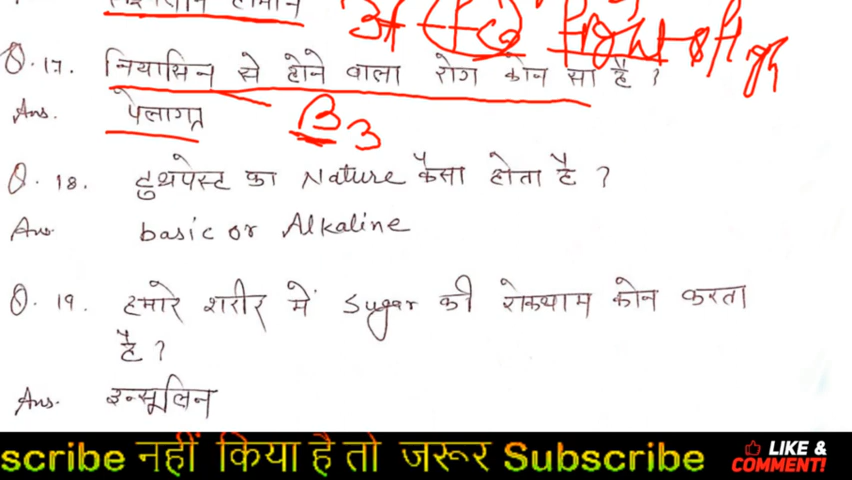 Q. 17. नियासिन से होने वाला रोग कोन सा है ?
Ans. पेलाग्रा B3
Q. 18. टुथपेस्ट का Nature कैसा होता है ?
Ans. basic or Alkaline
Q. 19. हमारे शरीर में Sugar की रोकथाम कोन करता
है ?
Ans. इन्सूलिन
scribe नहीं किया है तो जरूर Subscribe
LIKE &
COMMENT!